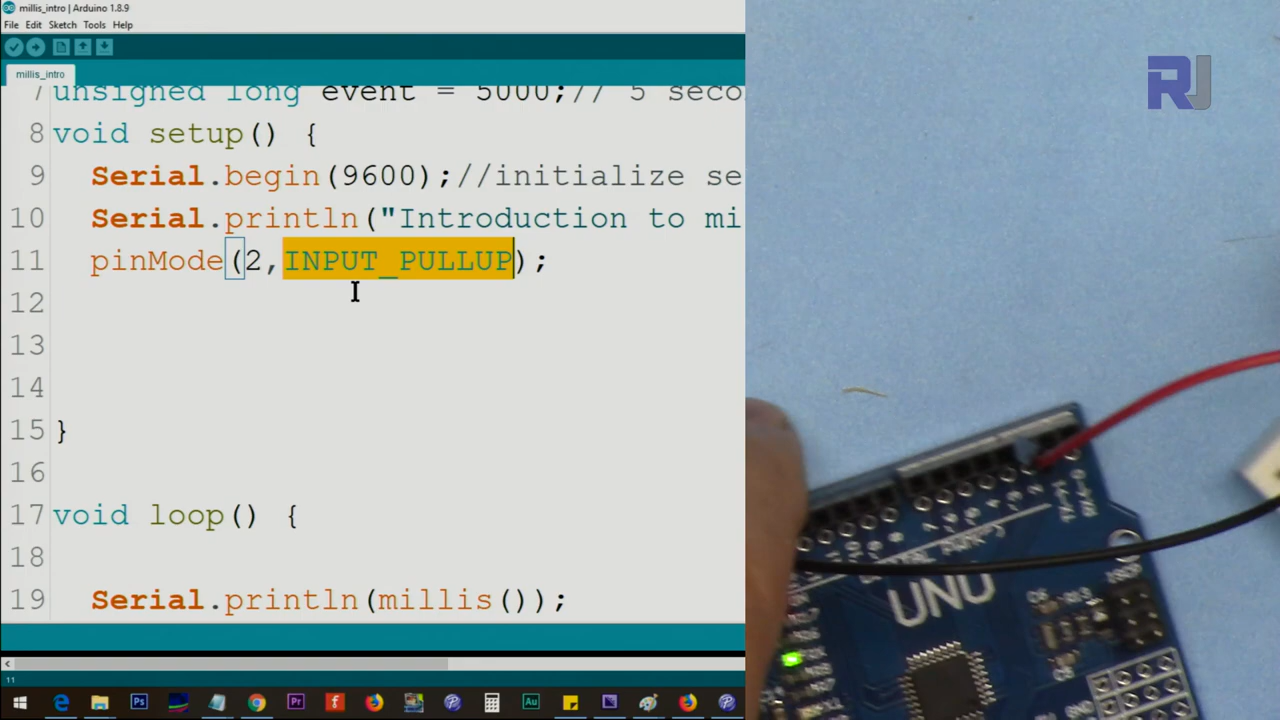 millis_intro | Arduino 1.8.9
File Edit Sketch Tools Help
millis_intro
7 unsigned long event = 5000;// 5 seco
8 void setup() {
9 Serial.begin(9600);//initialize se
10 Serial.println("Introduction to mi
11 pinMode(2,INPUT_PULLUP);
12
13
14
15 }
16
17 void loop() {
18
19 Serial.println(millis());
11
RJ
UNO